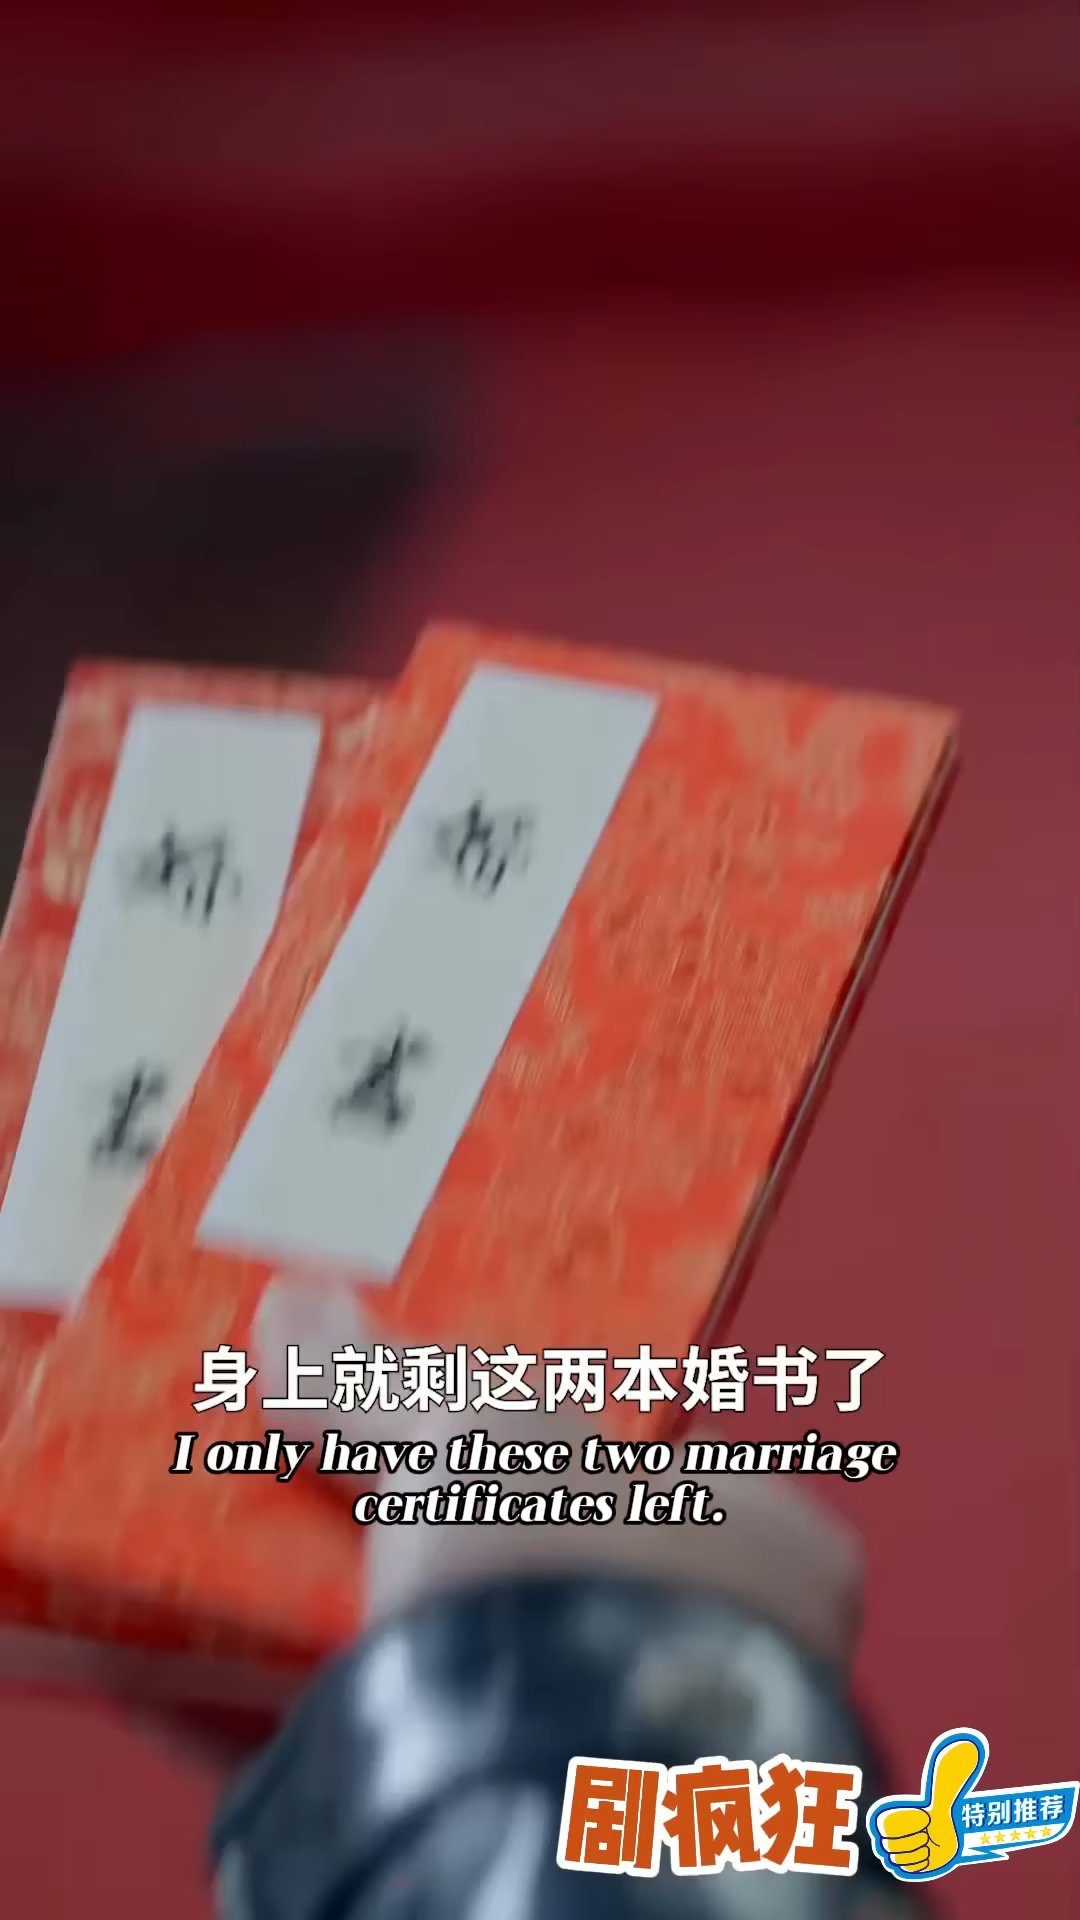 身上就剩这两本婚书了
I only have these two marriage
certificates left.
剧疯狂
特别推荐